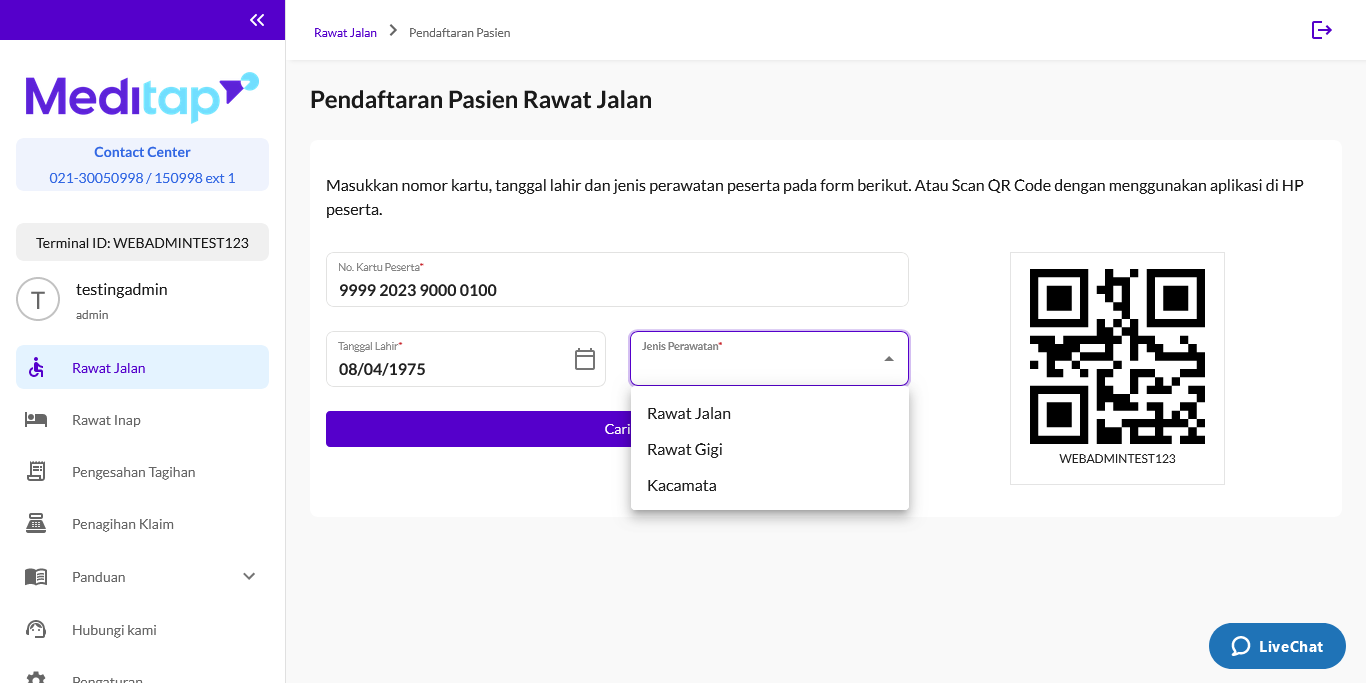 Rawat Jalan
Pendaftaran Pasien
Meditap
Contact Center
021-30050998 / 150998 ext 1
Terminal ID: WEBADMINTEST123
T
testingadmin
admin
Rawat Jalan
Rawat Inap
Pengesahan Tagihan
Penagihan Klaim
Panduan
Hubungi kami
Pengaturan
Pendaftaran Pasien Rawat Jalan
Masukkan nomor kartu, tanggal lahir dan jenis perawatan peserta pada form berikut. Atau Scan QR Code dengan menggunakan aplikasi di HP
peserta.
No. Kartu Peserta*
9999 2023 9000 0100
Tanggal Lahir*
08/04/1975
Jenis Perawatan*
Rawat Jalan
Rawat Gigi
Kacamata
Cari
WEBADMINTEST123
LiveChat